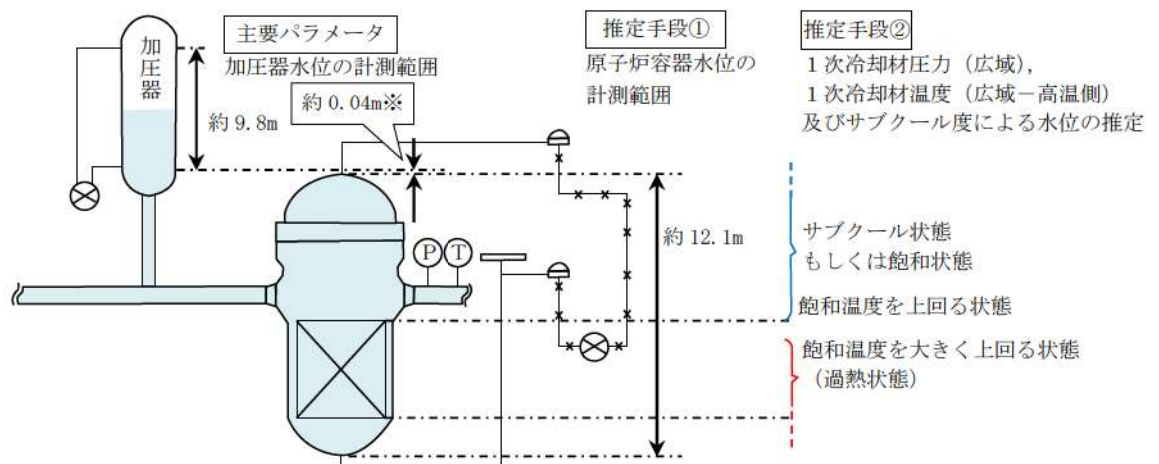 加圧器
主要パラメータ
加圧器水位の計測範囲
約 0.04m※
約 9.8m
推定手段①
原子炉容器水位の
計測範囲
推定手段②
1次冷却材圧力(広域),
1次冷却材温度(広域-高温側)
及びサブクール度による水位の推定
約 12.1m
P
T
サブクール状態
もしくは飽和状態
飽和温度を上回る状態
飽和温度を大きく上回る状態
(過熱状態)